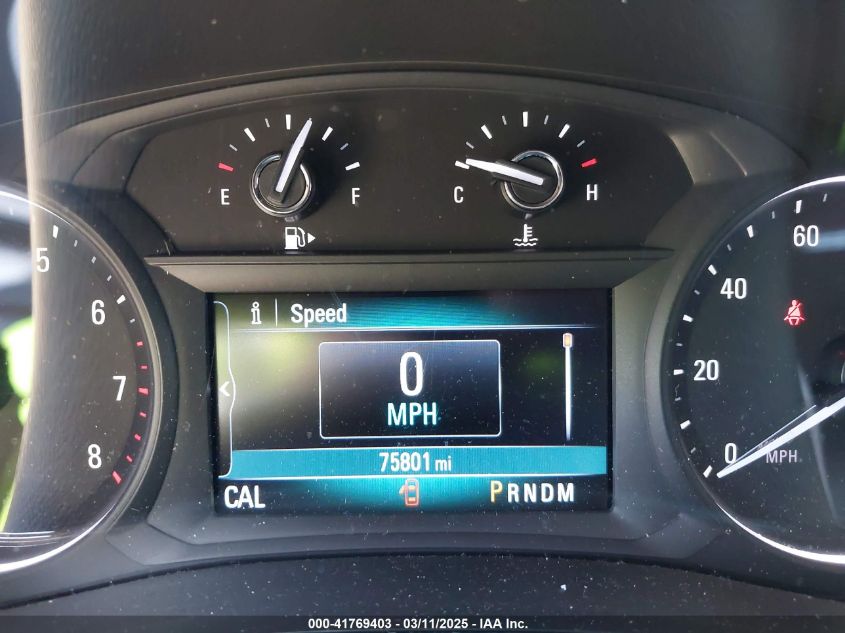 E F
C H
5
6
7
8
i | Speed
0
MPH
75801 mi
CAL
PRNDM
60
40
20
0
MPH
000-41769403 - 03/11/2025 - IAA Inc.